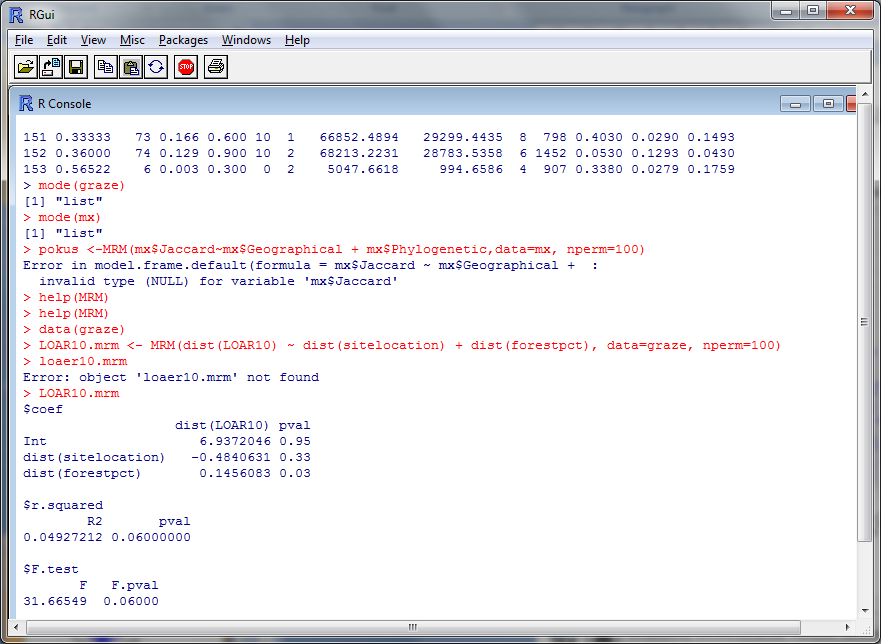 RGui
File Edit View Misc Packages Windows Help
STOP
R Console
151 0.33333   73 0.166 0.600 10  1   66852.4894   29299.4435  8  798 0.4030 0.0290 0.1493
152 0.36000   74 0.129 0.900 10  2   68213.2231   28783.5358  6 1452 0.0530 0.1293 0.0430
153 0.56522    6 0.003 0.300  0  2    5047.6618     994.6586  4  907 0.3380 0.0279 0.1759
> mode(graze)
[1] "list"
> mode(mx)
[1] "list"
> pokus <-MRM(mx$Jaccard~mx$Geographical + mx$Phylogenetic,data=mx, nperm=100)
Error in model.frame.default(formula = mx$Jaccard ~ mx$Geographical +  :
  invalid type (NULL) for variable 'mx$Jaccard'
> help(MRM)
> help(MRM)
> data(graze)
> LOAR10.mrm <- MRM(dist(LOAR10) ~ dist(sitelocation) + dist(forestpct), data=graze, nperm=100)
> loaer10.mrm
Error: object 'loaer10.mrm' not found
> LOAR10.mrm
$coef
                   dist(LOAR10) pval
Int                   6.9372046 0.95
dist(sitelocation)   -0.4840631 0.33
dist(forestpct)       0.1456083 0.03
$r.squared
        R2       pval
0.04927212 0.06000000
$F.test
       F   F.pval
31.66549  0.06000